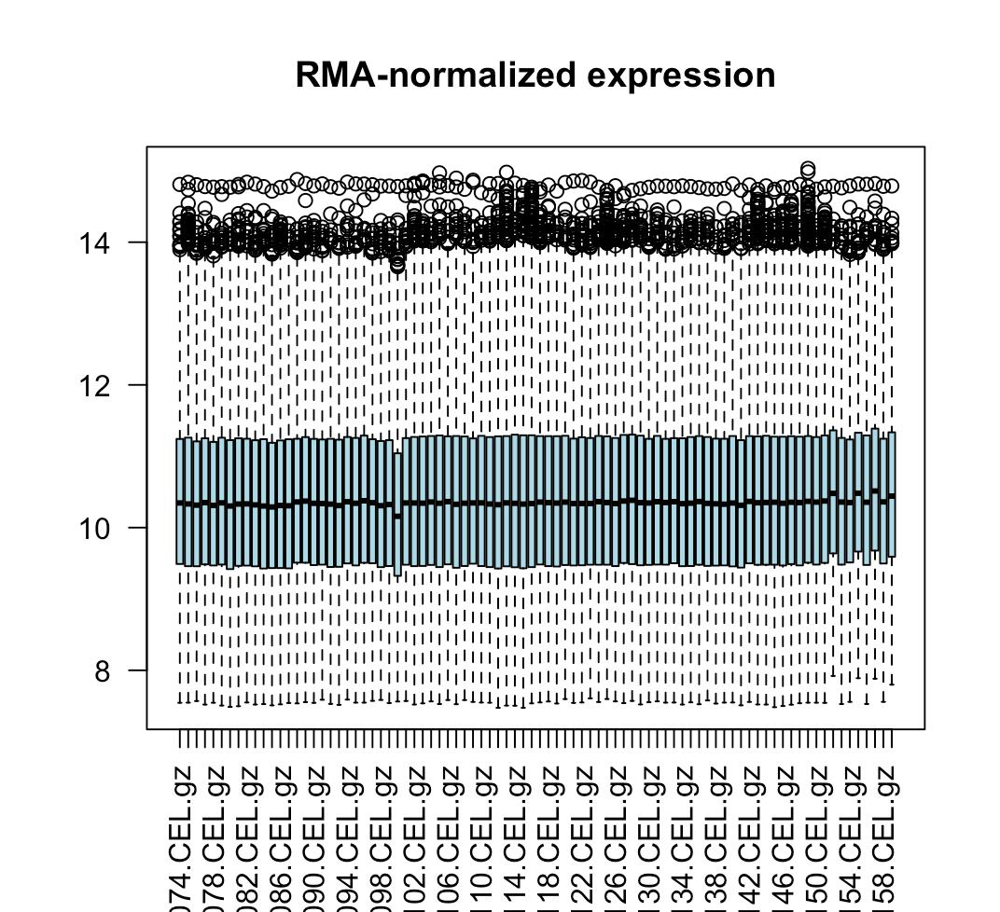 RMA-normalized expression
14
12
10
8
074.CEL.gz
078.CEL.gz
082.CEL.gz
086.CEL.gz
090.CEL.gz
094.CEL.gz
098.CEL.gz
102.CEL.gz
106.CEL.gz
110.CEL.gz
114.CEL.gz
118.CEL.gz
122.CEL.gz
126.CEL.gz
130.CEL.gz
134.CEL.gz
138.CEL.gz
142.CEL.gz
146.CEL.gz
150.CEL.gz
154.CEL.gz
158.CEL.gz